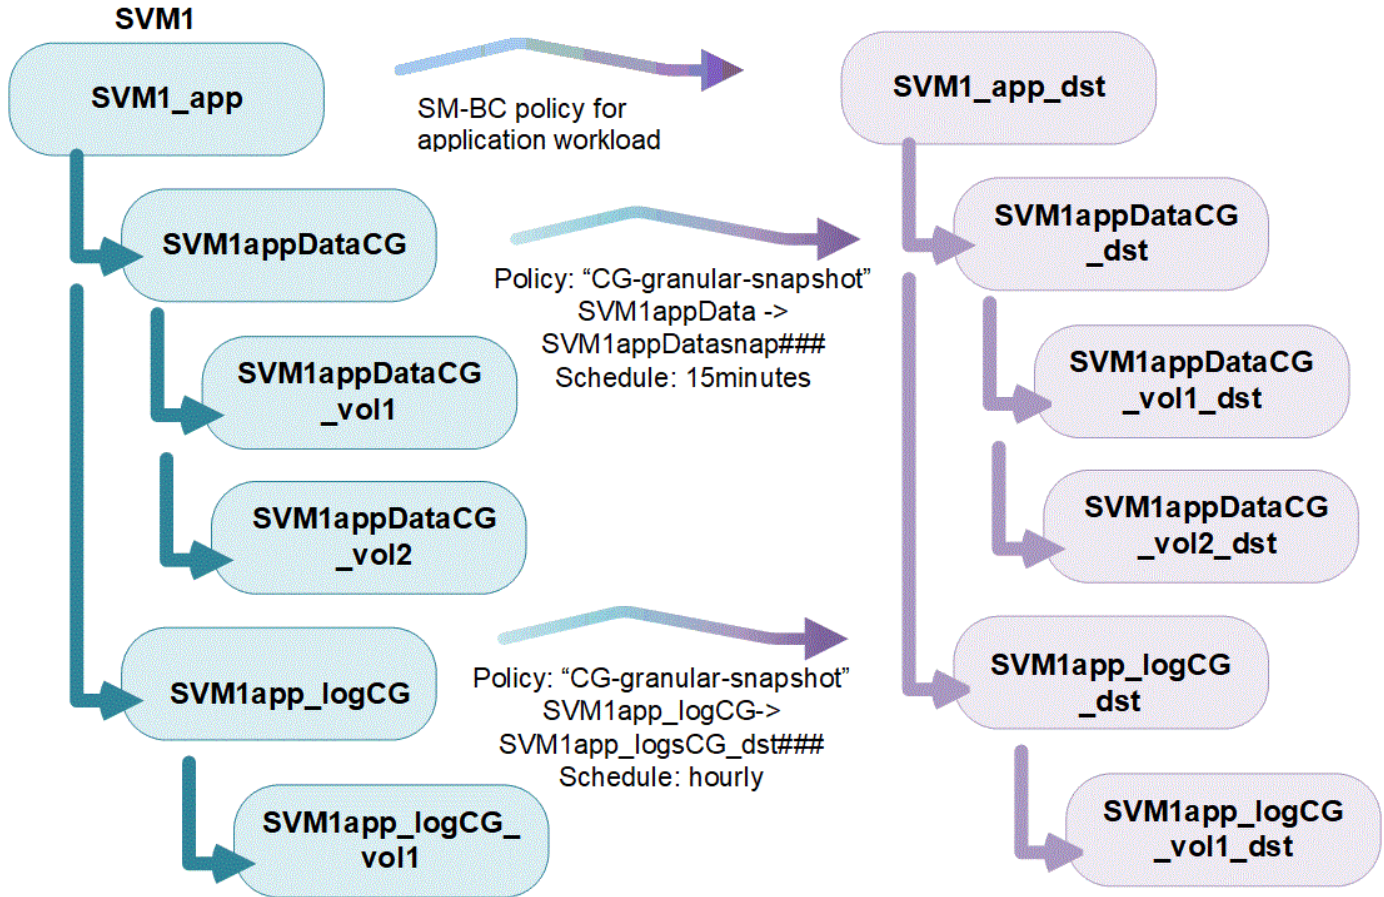 SVM1
SVM1_app
SM-BC policy for
application workload
SVM1_app_dst
SVM1appDataCG
Policy: “CG-granular-snapshot”
SVM1appData ->
SVM1appDatasnap###
Schedule: 15minutes
SVM1appDataCG
_dst
SVM1appDataCG
_vol1
SVM1appDataCG
_vol1_dst
SVM1appDataCG
_vol2
SVM1appDataCG
_vol2_dst
SVM1app_logCG
Policy: “CG-granular-snapshot”
SVM1app_logCG->
SVM1app_logsCG_dst###
Schedule: hourly
SVM1app_logCG
_dst
SVM1app_logCG_
vol1
SVM1app_logCG
_vol1_dst